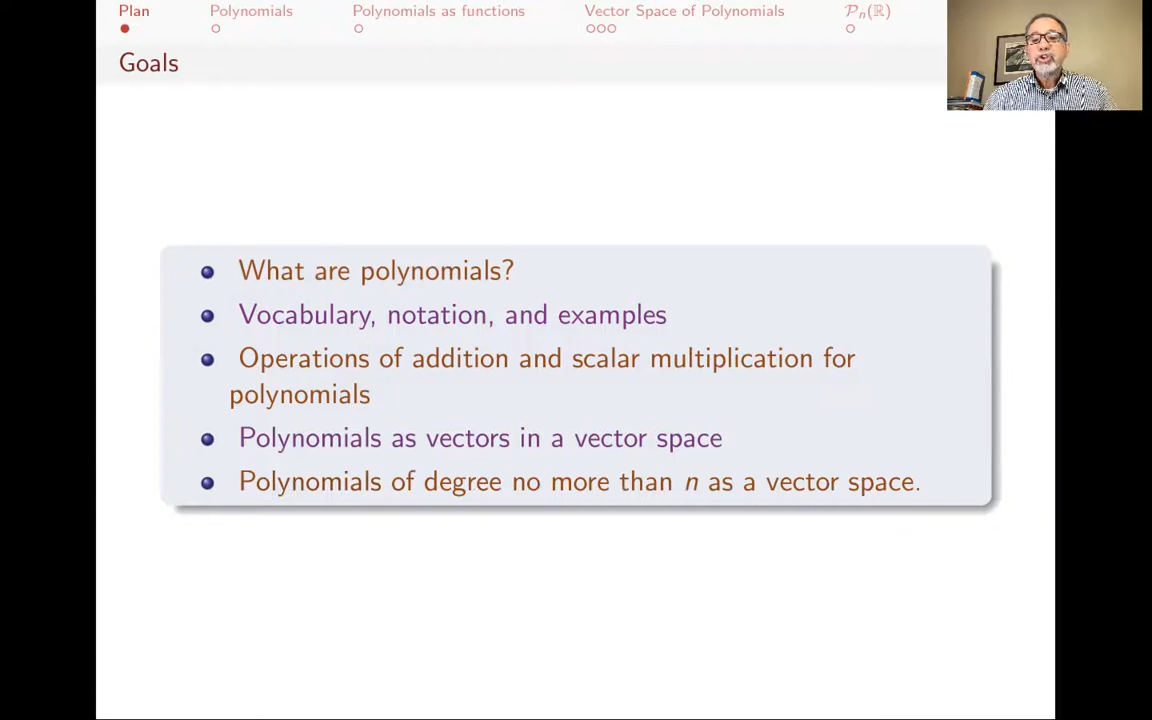 Plan Polynomials Polynomials as functions Vector Space of Polynomials 𝒫ₙ(ℝ)
Goals
What are polynomials?
Vocabulary, notation, and examples
Operations of addition and scalar multiplication for
polynomials
Polynomials as vectors in a vector space
Polynomials of degree no more than n as a vector space.